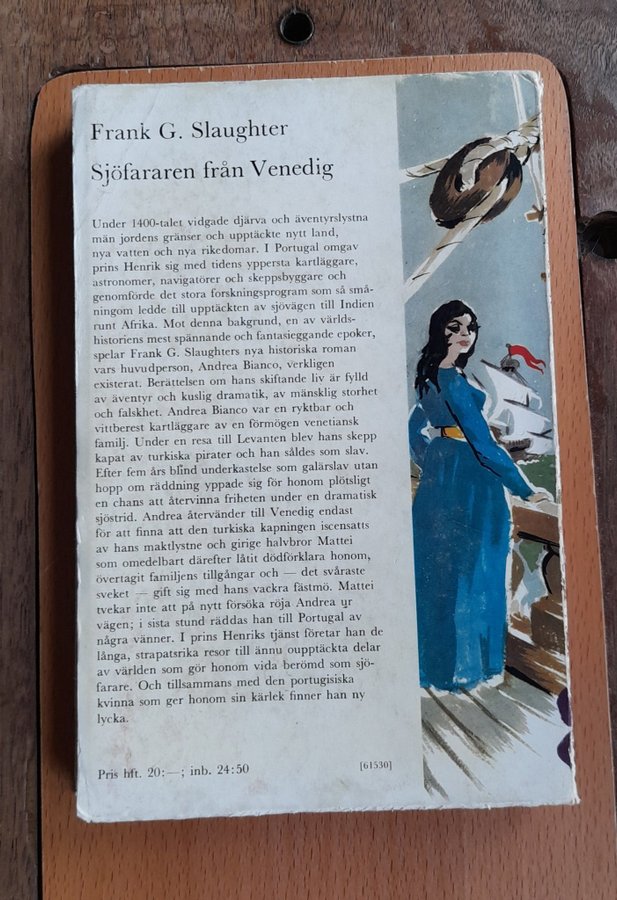 Frank G. Slaughter
Sjöfararen från Venedig
Under 1400-talet vidgade djärva och äventyrslystna
män jordens gränser och upptäckte nytt land,
nya vatten och nya rikedomar. I Portugal omgav
prins Henrik sig med tidens yppersta kartläggare,
astronomer, navigatörer och skeppsbyggare och
genomförde det stora forskningsprogram som så små-
ningom ledde till upptäckten av sjövägen till Indien
runt Afrika. Mot denna bakgrund, en av världs-
historiens mest spännande och fantasieggande epoker,
spelar Frank G. Slaughters nya historiska roman
vars huvudperson, Andrea Bianco, verkligen
existerat. Berättelsen om hans skiftande liv är fylld
av äventyr och kuslig dramatik, av mänsklig storhet
och falskhet. Andrea Bianco var en ryktbar och
vittberest kartläggare av en förmögen venetiansk
familj. Under en resa till Levanten blev hans skepp
kapat av turkiska pirater och han såldes som slav.
Efter fem års blind underkastelse som galärslav utan
hopp om räddning yppade sig för honom plötsligt
en chans att återvinna friheten under en dramatisk
sjöstrid. Andrea återvänder till Venedig endast
för att finna att den turkiska kapningen iscensatts
av hans maktlystne och girige halvbror Mattei
som omedelbart därefter låtit dödförklara honom,
övertagit familjens tillgångar och — det svåraste
sveket — gift sig med hans vackra fästmö. Mattei
tvekar inte att på nytt försöka röja Andrea ur
vägen; i sista stund räddas han till Portugal av
några vänner. I prins Henriks tjänst företar han de
långa, strapatsrika resor till ännu oupptäckta delar
av världen som gör honom vida berömd som sjö-
farare. Och tillsammans med den portugisiska
kvinna som ger honom sin kärlek finner han ny
lycka.
Pris hft. 20:—; inb. 24:50
[61530]